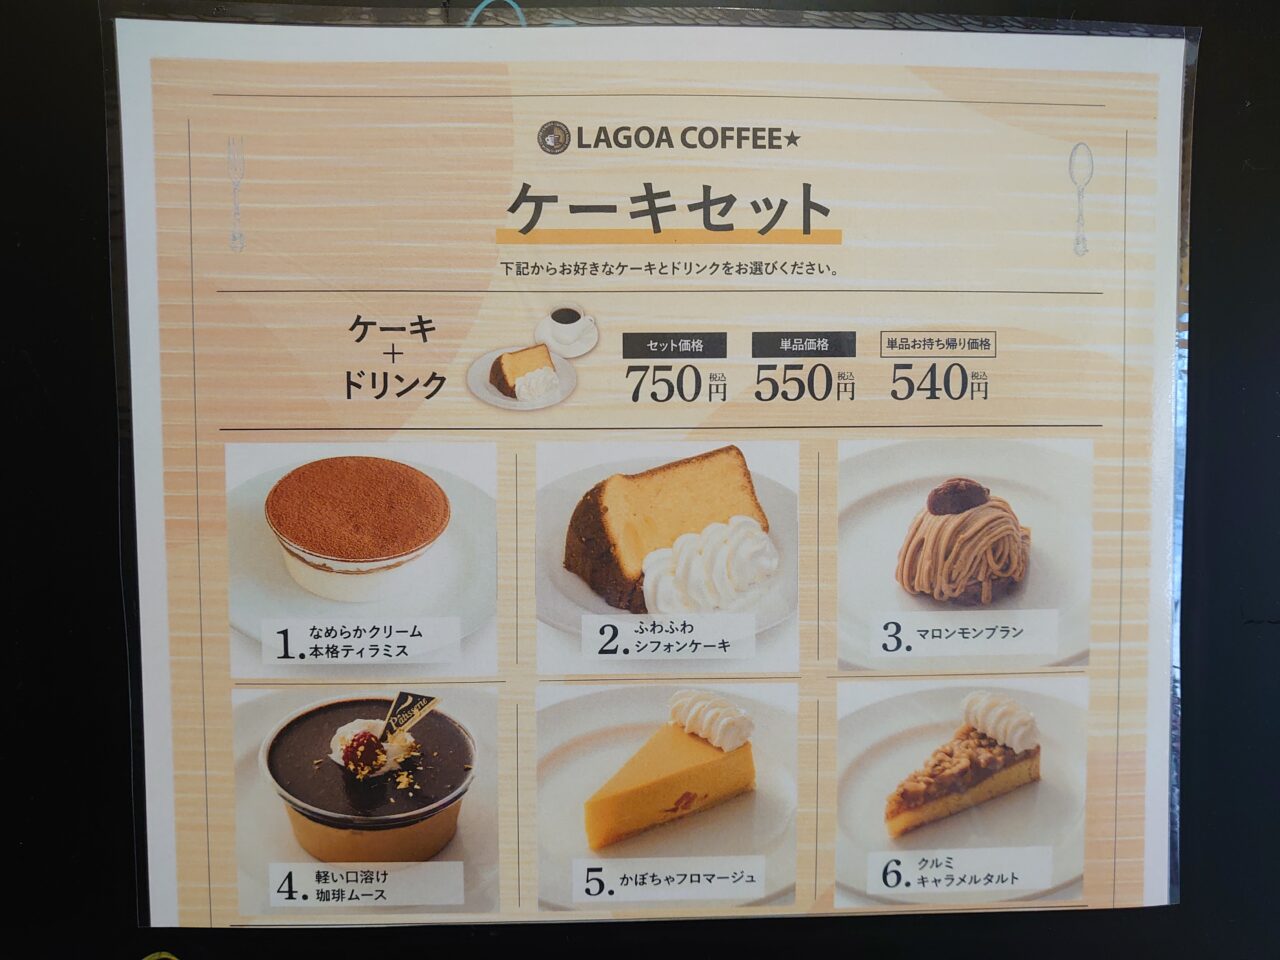 LAGOA COFFEE★
ケーキセット
下記からお好きなケーキとドリンクをお選びください。
ケーキ
+
ドリンク
セット価格
750円 税込
単品価格
550円 税込
単品お持ち帰り価格
540円 税込
1. なめらかクリーム
本格ティラミス
2. ふわふわ
シフォンケーキ
3. マロンモンブラン
Pâtisserie
4. 軽い口溶け
珈琲ムース
5. かぼちゃフロマージュ
6. クルミ
キャラメルタルト